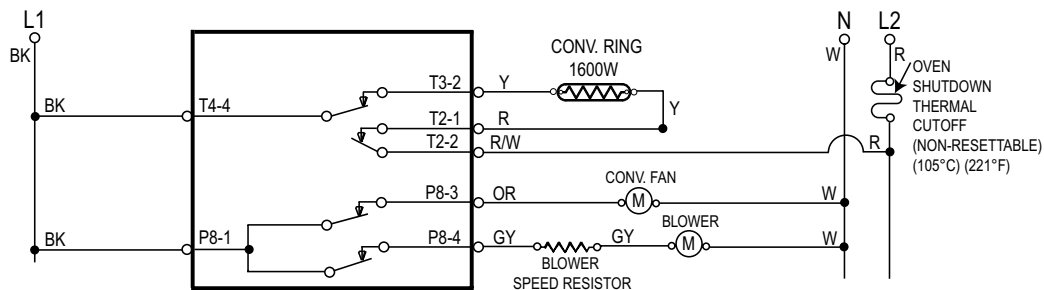 L1
N
L2
BK
W
R
CONV. RING
1600W
OVEN
SHUTDOWN
THERMAL
CUTOFF
(NON-RESETTABLE)
(105°C) (221°F)
BK
T4-4
T3-2
Y
Y
T2-1
R
T2-2
R/W
R
CONV. FAN
P8-3
OR
M
W
BLOWER
BK
P8-1
P8-4
GY
GY
M
W
BLOWER
SPEED RESISTOR